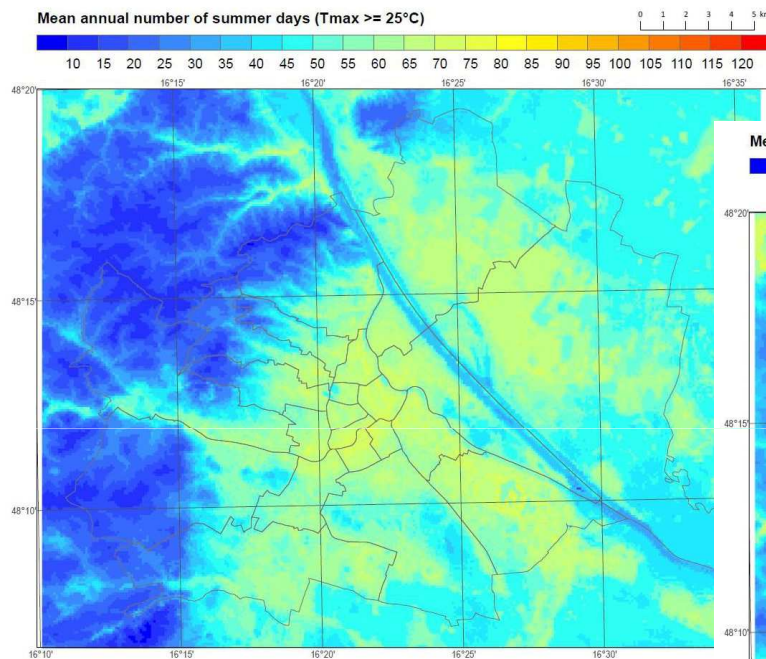 Mean annual number of summer days (Tmax >= 25°C)
0 1 2 3 4 5 km
10 15 20 25 30 35 40 45 50 55 60 65 70 75 80 85 90 95 100 105 110 115 120
16°15' 16°20' 16°25' 16°30' 16°35'
48°20'
Me
48°20'
48°15'
48°15'
48°10'
48°10'
16°10' 16°15' 16°20' 16°25' 16°30'